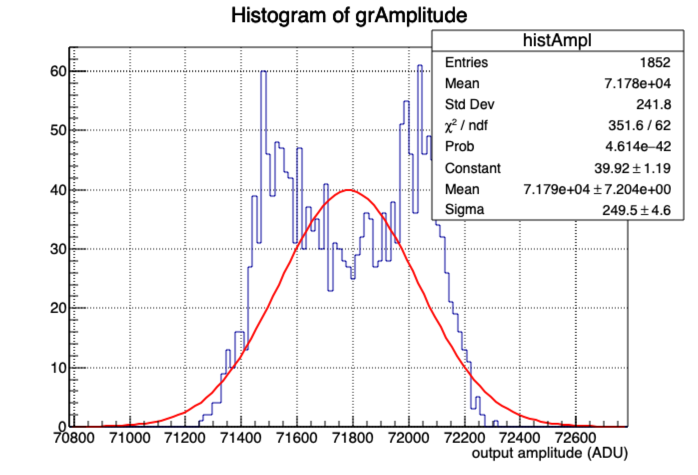 Histogram of grAmplitude
histAmpl
Entries 1852
Mean 7.178e+04
Std Dev 241.8
χ² / ndf 351.6 / 62
Prob 4.614e−42
Constant 39.92 ± 1.19
Mean 7.179e+04 ± 7.204e+00
Sigma 249.5 ± 4.6
60
50
40
30
20
10
0
70800 71000 71200 71400 71600 71800 72000 72200 72400 72600
output amplitude (ADU)